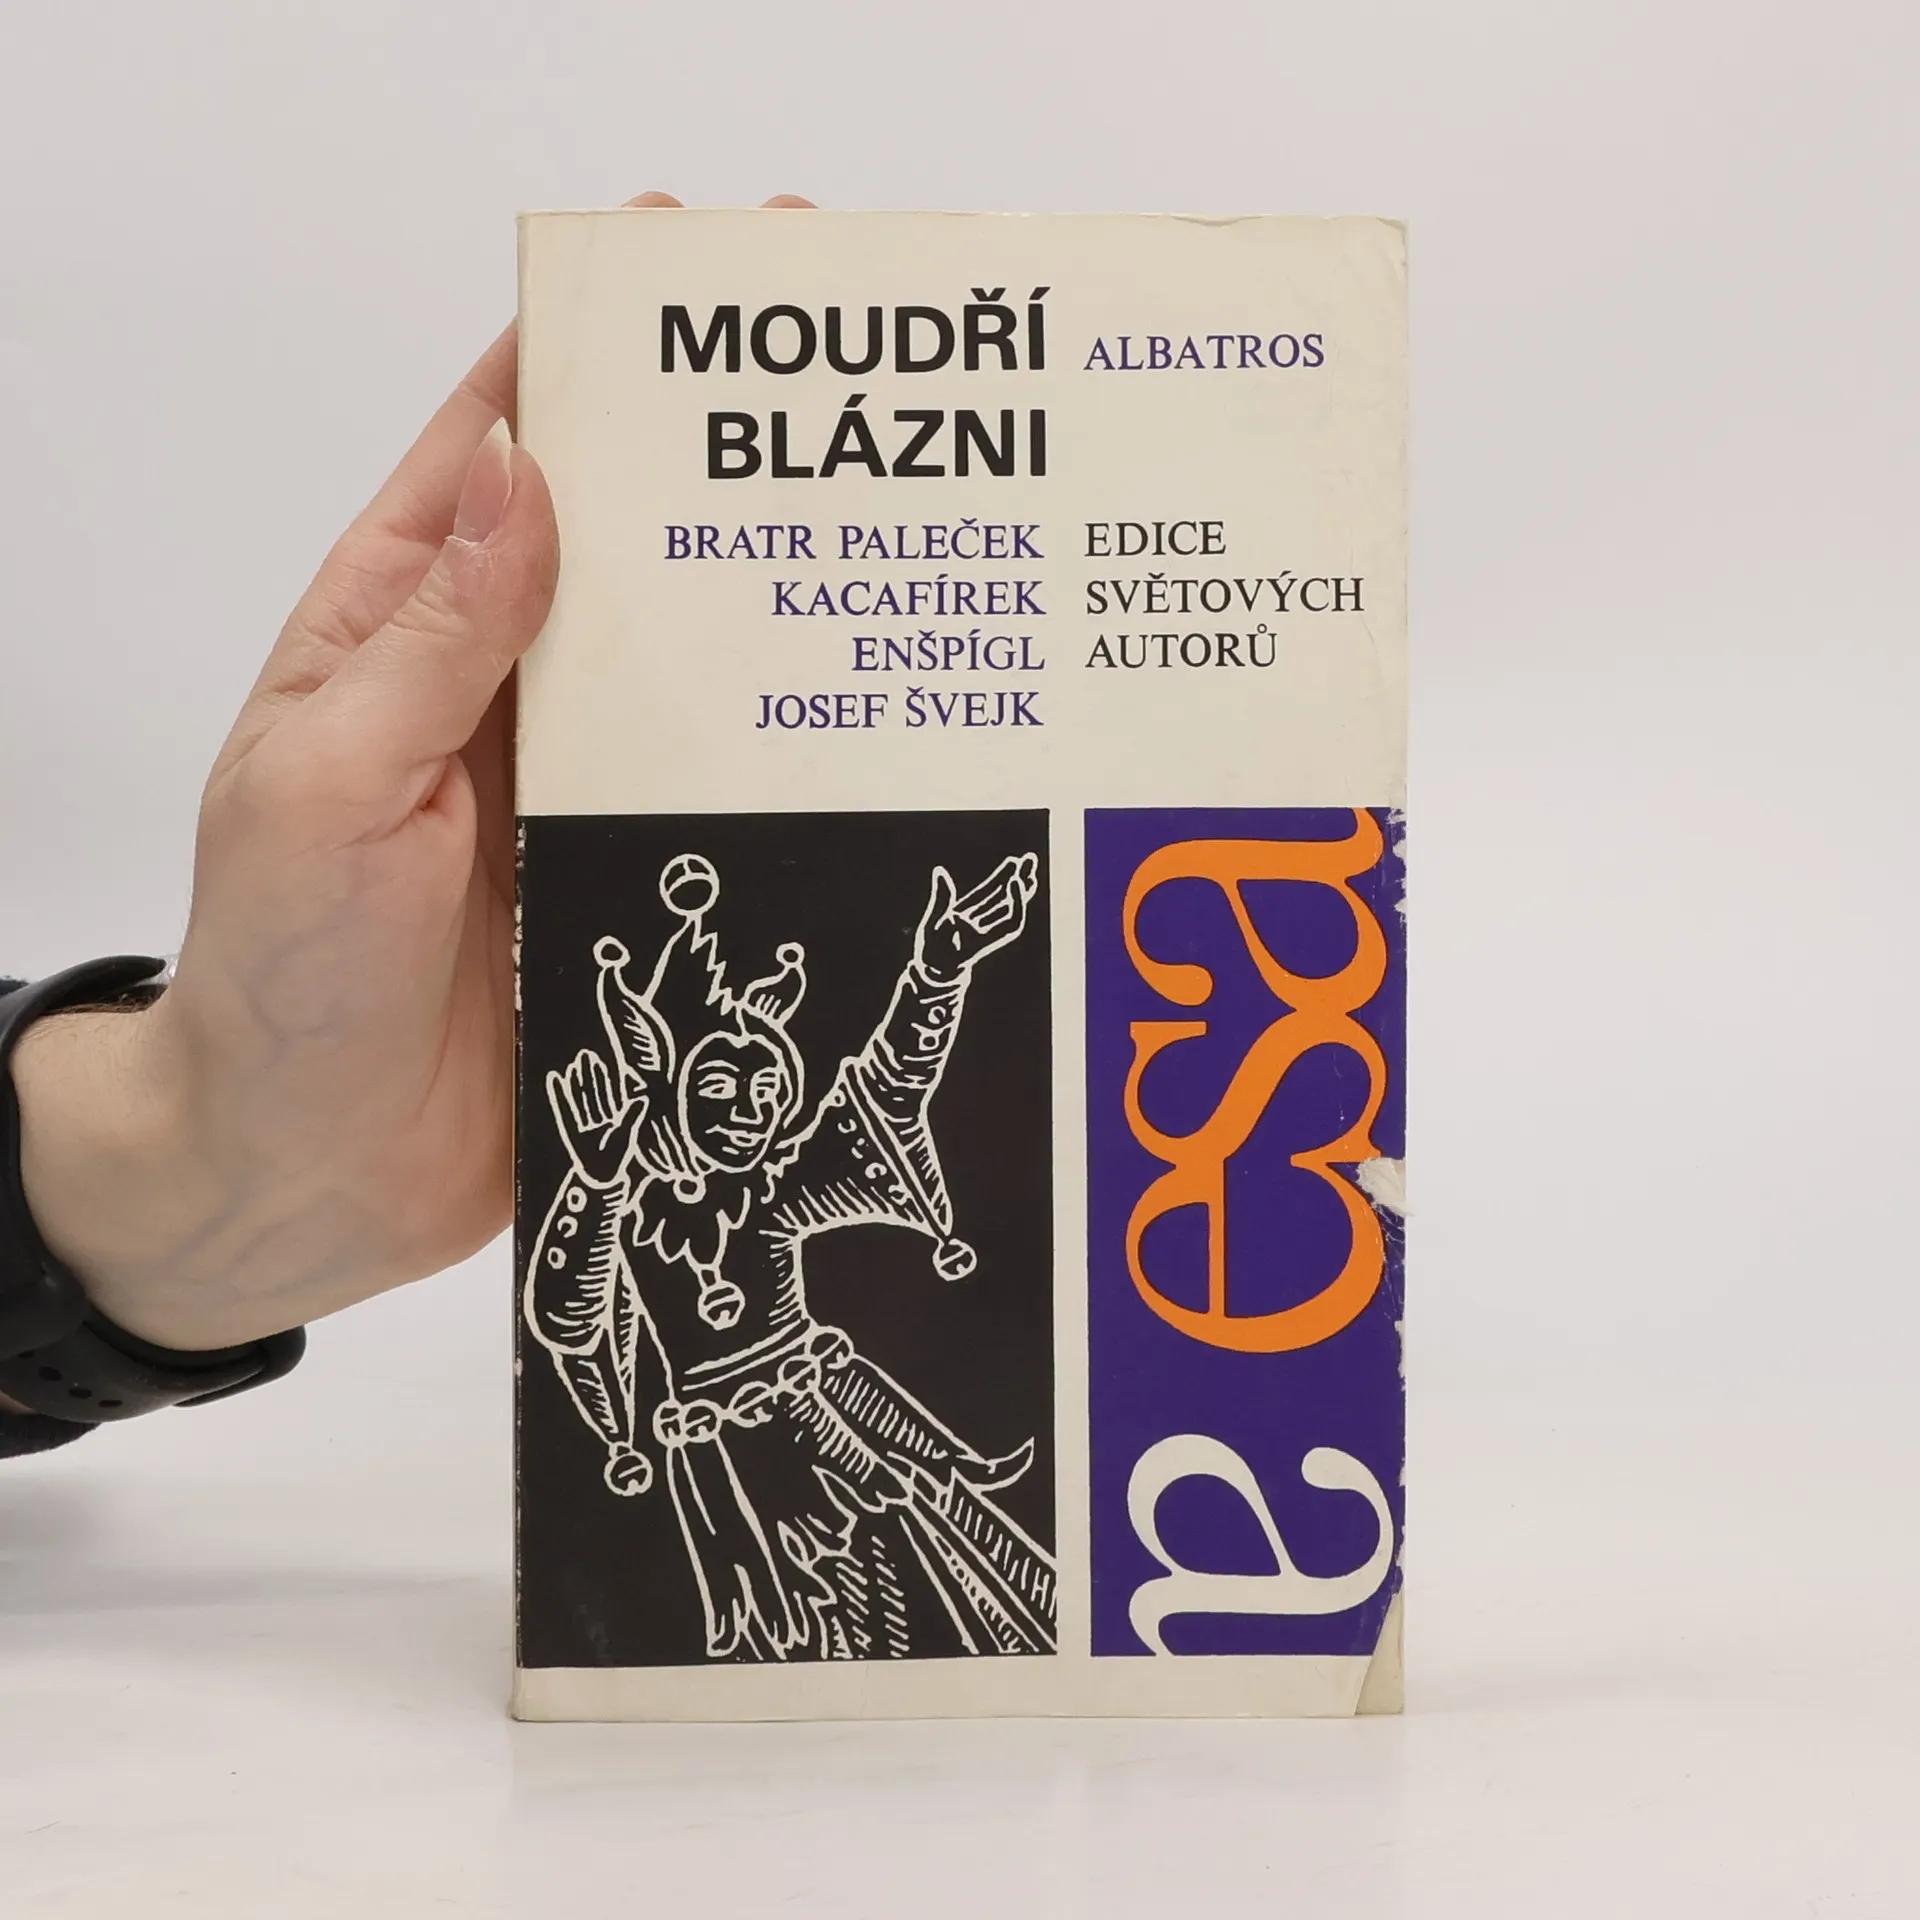 MOUDŘÍ
BLÁZNI
ALBATROS
BRATR PALEČEK
KACAFÍREK
ENŠPÍGL
JOSEF ŠVEJK
EDICE
SVĚTOVÝCH
AUTORŮ
esa
a